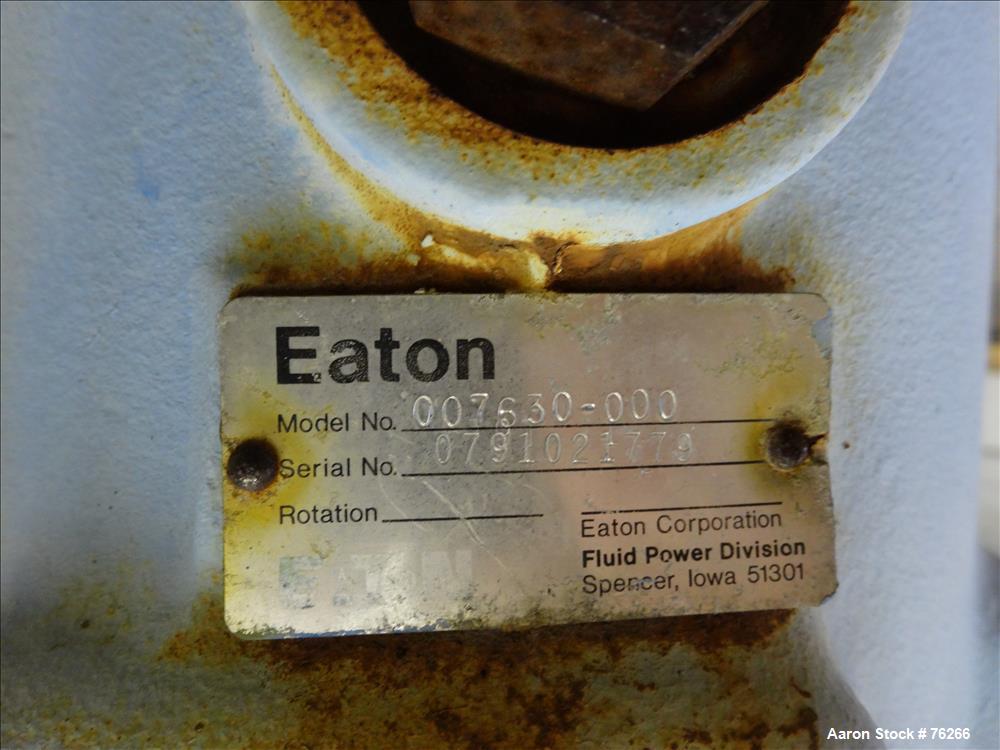 Eaton
Model No. 007630-000
Serial No. 0791021779
Rotation
Eaton Corporation
Fluid Power Division
Spencer, Iowa 51301
EATON
Aaron Stock # 76266